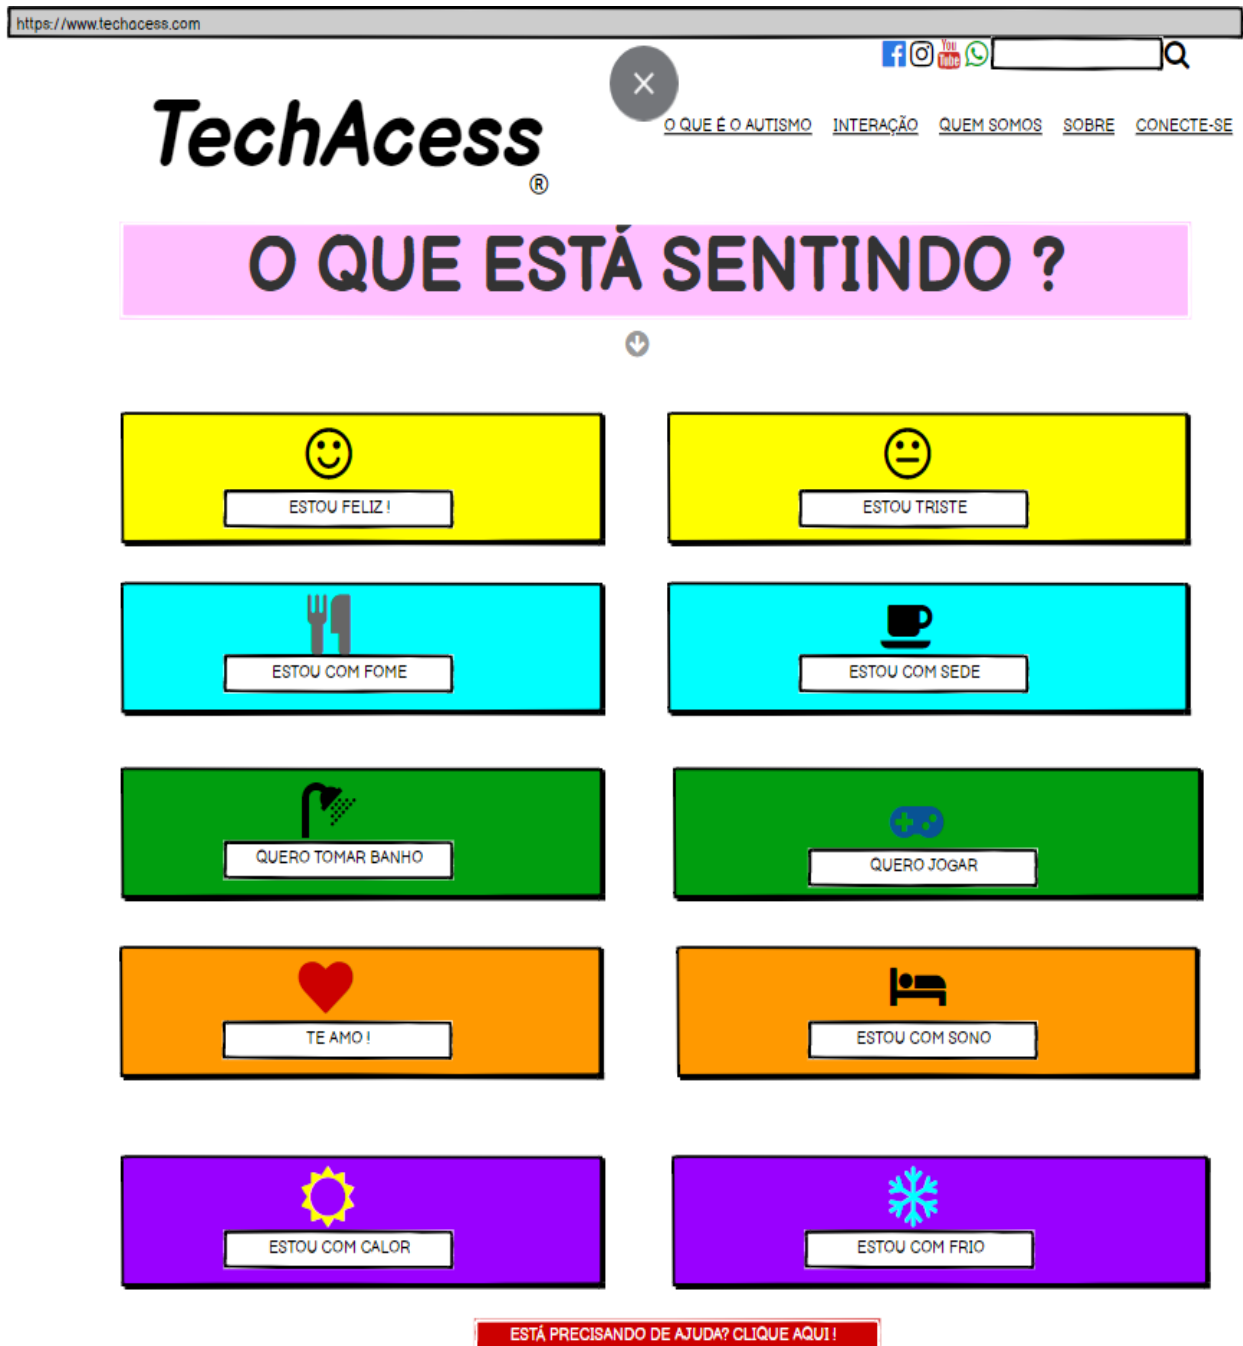 https://www.techacess.com
You Tube
TechAcess
®
O QUE É O AUTISMO INTERAÇÃO QUEM SOMOS SOBRE CONECTE-SE
O QUE ESTÁ SENTINDO ?
ESTOU FELIZ ! ESTOU TRISTE
ESTOU COM FOME ESTOU COM SEDE
QUERO TOMAR BANHO QUERO JOGAR
TE AMO ! ESTOU COM SONO
ESTOU COM CALOR ESTOU COM FRIO
ESTÁ PRECISANDO DE AJUDA? CLIQUE AQUI !